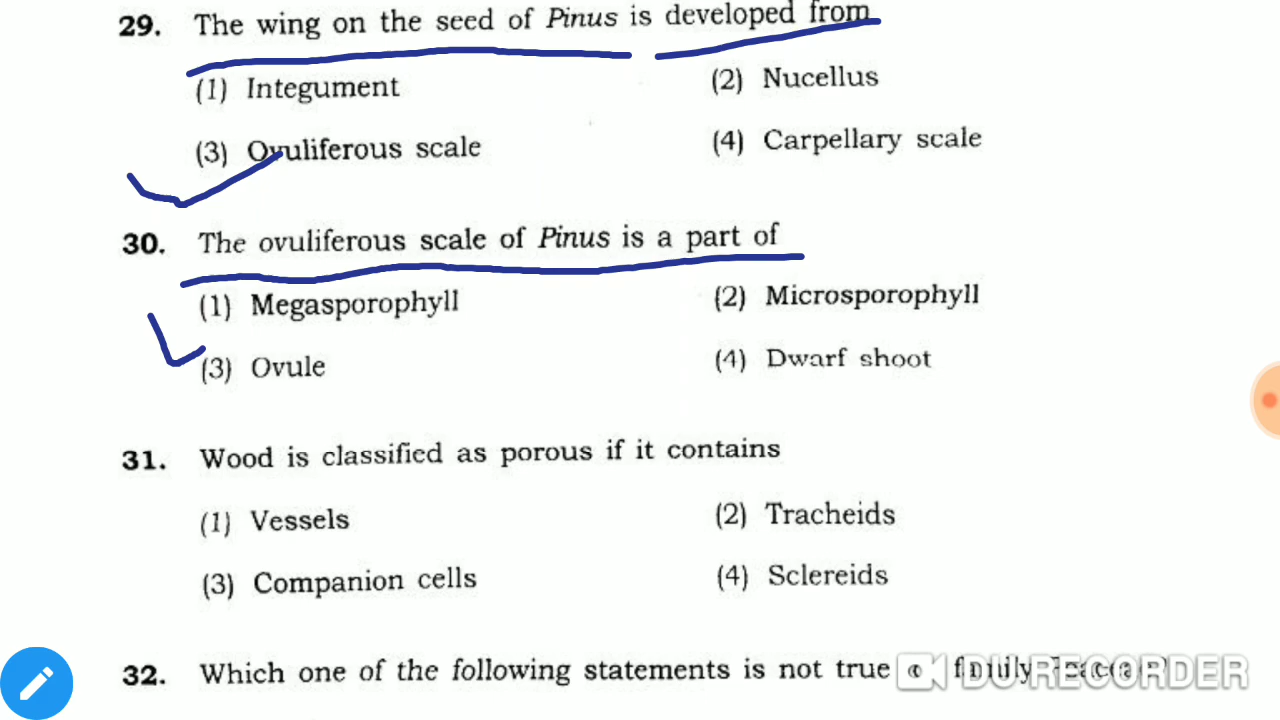 29. The wing on the seed of Pinus is developed from
(1) Integument (2) Nucellus
(3) Ovuliferous scale (4) Carpellary scale
30. The ovuliferous scale of Pinus is a part of
(1) Megasporophyll (2) Microsporophyll
(3) Ovule (4) Dwarf shoot
31. Wood is classified as porous if it contains
(1) Vessels (2) Tracheids
(3) Companion cells (4) Sclereids
32. Which one of the following statements is not true family
DU RECORDER